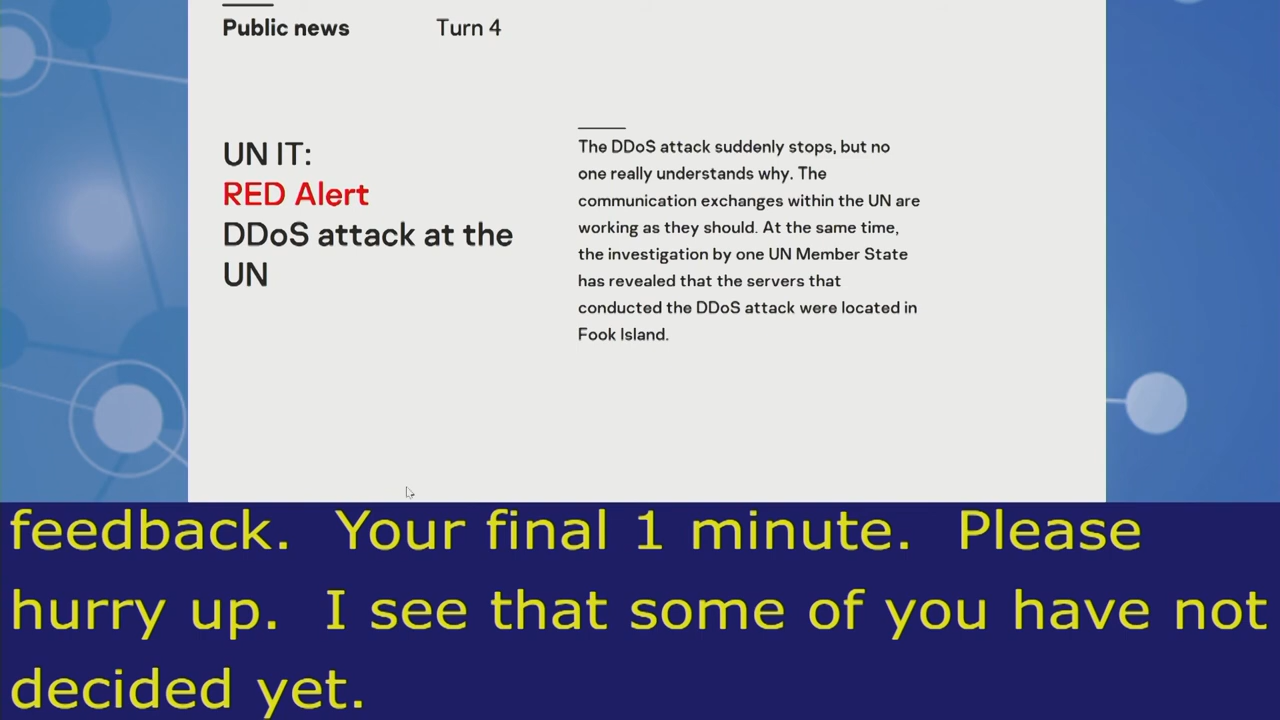 Public news
Turn 4
UN IT:
RED Alert
DDoS attack at the
UN
The DDoS attack suddenly stops, but no
one really understands why. The
communication exchanges within the UN are
working as they should. At the same time,
the investigation by one UN Member State
has revealed that the servers that
conducted the DDoS attack were located in
Fook Island.
feedback. Your final 1 minute. Please
hurry up. I see that some of you have not
decided yet.